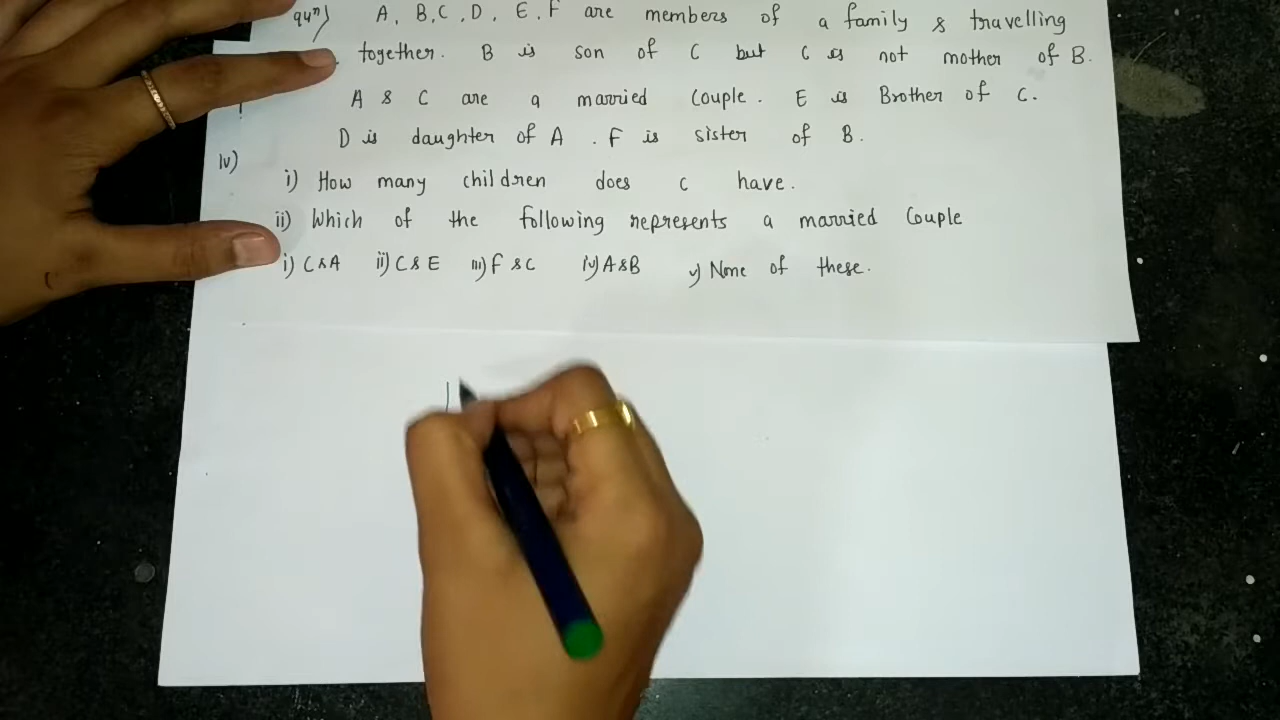 qun) A, B, C, D, E, F are members of a family & travelling
together. B is son of C but C is not mother of B.
A & C are a married couple. E is Brother of C.
D is daughter of A. F is sister of B.
iv)
i) How many children does c have.
ii) Which of the following represents a married couple
i) C&A ii) C& E iii) F &C iv) A&B v) None of these.